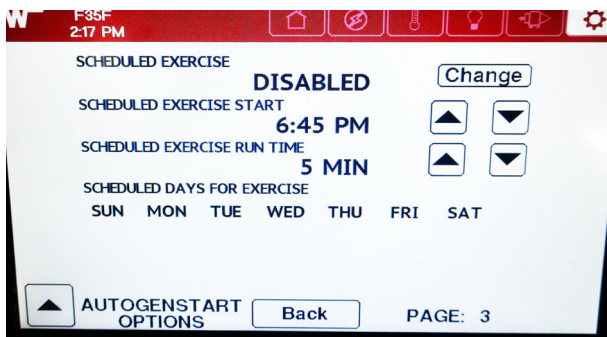 W
F35F
2:17 PM
SCHEDULED EXERCISE
DISABLED
Change
SCHEDULED EXERCISE START
6:45 PM
SCHEDULED EXERCISE RUN TIME
5 MIN
SCHEDULED DAYS FOR EXERCISE
SUN MON TUE WED THU FRI SAT
AUTOGENSTART
OPTIONS
Back
PAGE: 3